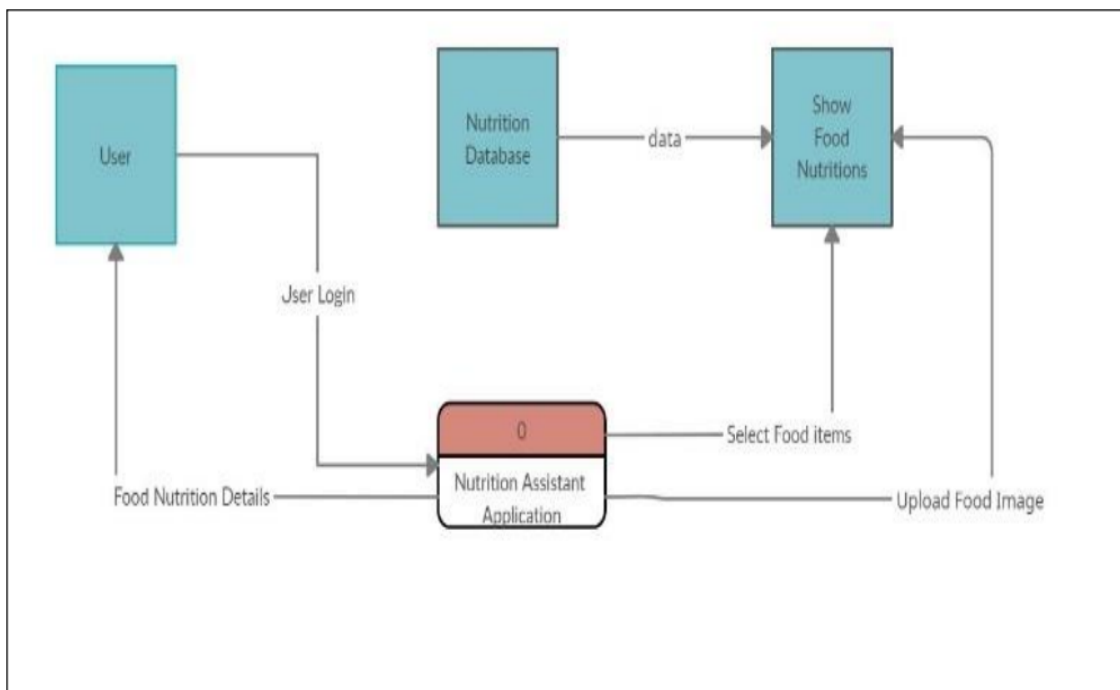 User
Nutrition
Database
data
Show
Food
Nutritions
User Login
0
Nutrition Assistant
Application
Select Food items
Food Nutrition Details
Upload Food Image